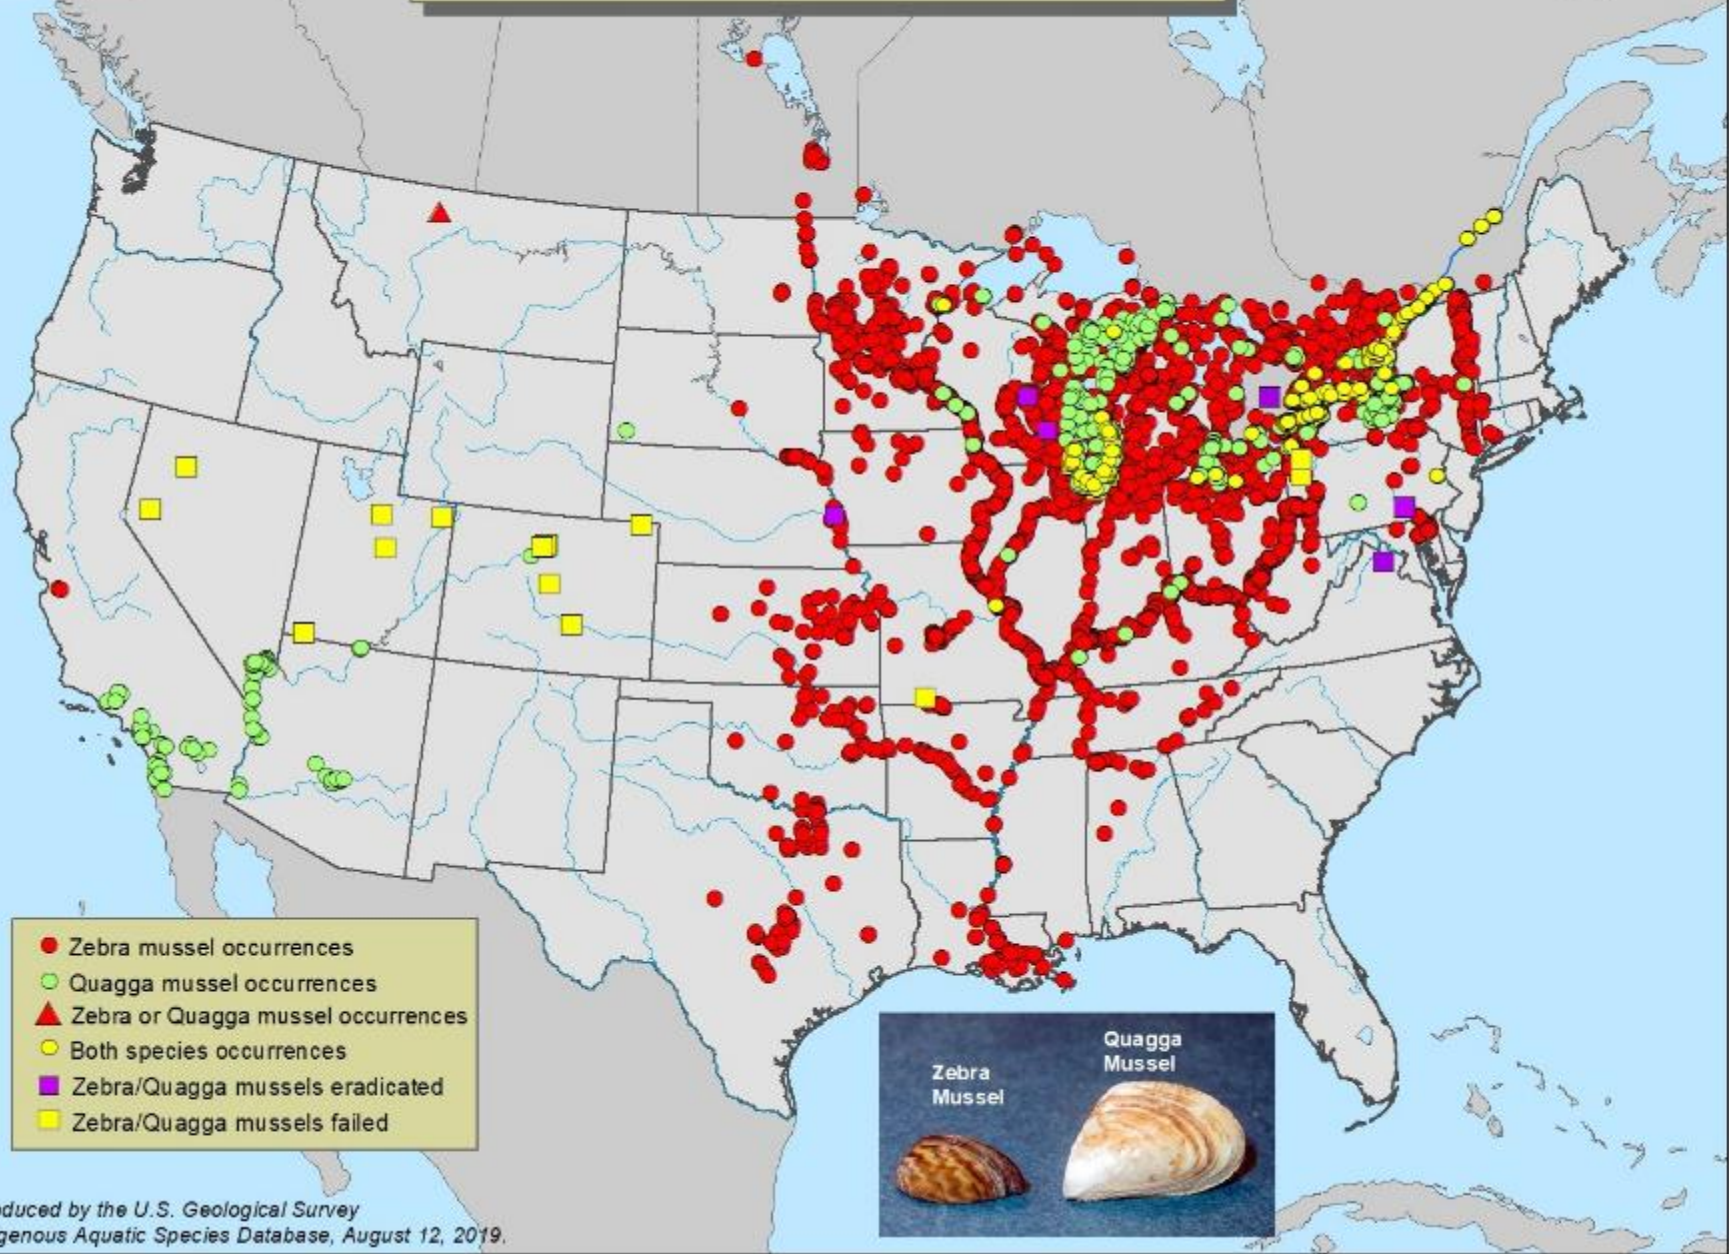 Zebra mussel occurrences
Quagga mussel occurrences
Zebra or Quagga mussel occurrences
Both species occurrences
Zebra/Quagga mussels eradicated
Zebra/Quagga mussels failed
Zebra
Mussel
Quagga
Mussel
duced by the U.S. Geological Survey
genous Aquatic Species Database, August 12, 2019.